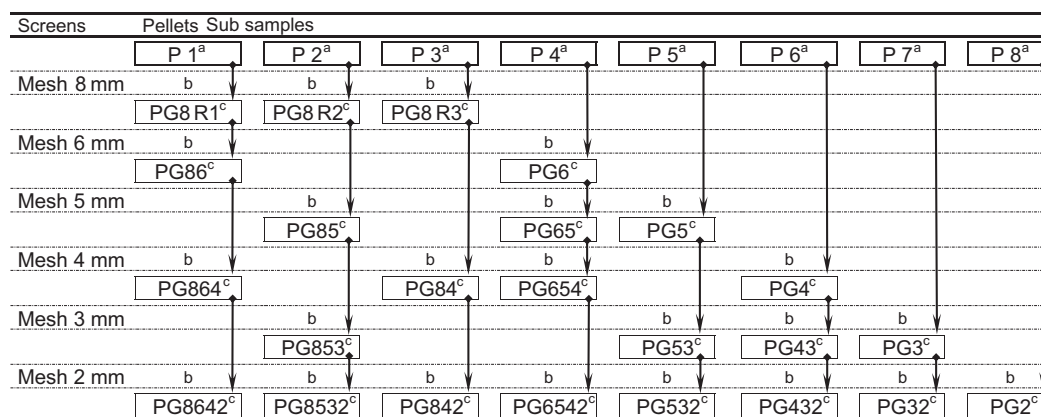 Screens Pellets Sub samples
P 1a P 2a P 3a P 4a P 5a P 6a P 7a P 8a
Mesh 8 mm b b b
PG8 R1c PG8 R2c PG8 R3c
Mesh 6 mm b b
PG86c PG6c
Mesh 5 mm b b b
PG85c PG65c PG5c
Mesh 4 mm b b b b
PG864c PG84c PG654c PG4c
Mesh 3 mm b b b b
PG853c PG53c PG43c PG3c
Mesh 2 mm b b b b b b b b
PG8642c PG8532c PG842c PG6542c PG532c PG432c PG32c PG2c